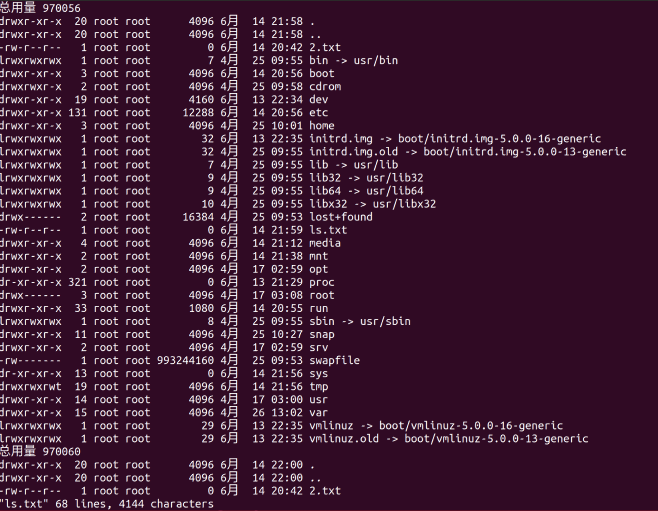 总用量 970056
drwxr-xr-x  20 root root      4096 6月  14 21:58 .
drwxr-xr-x  20 root root      4096 6月  14 21:58 ..
-rw-r--r--   1 root root         0 6月  14 20:42 2.txt
lrwxrwxrwx   1 root root         7 4月  25 09:55 bin -> usr/bin
drwxr-xr-x   3 root root      4096 6月  14 20:56 boot
drwxrwxr-x   2 root root      4096 4月  25 09:58 cdrom
drwxr-xr-x  19 root root      4160 6月  13 22:34 dev
drwxr-xr-x 131 root root     12288 6月  14 20:56 etc
drwxr-xr-x   3 root root      4096 4月  25 10:01 home
lrwxrwxrwx   1 root root        32 6月  13 22:35 initrd.img -> boot/initrd.img-5.0.0-16-generic
lrwxrwxrwx   1 root root        32 4月  25 09:55 initrd.img.old -> boot/initrd.img-5.0.0-13-generic
lrwxrwxrwx   1 root root         7 4月  25 09:55 lib -> usr/lib
lrwxrwxrwx   1 root root         9 4月  25 09:55 lib32 -> usr/lib32
lrwxrwxrwx   1 root root         9 4月  25 09:55 lib64 -> usr/lib64
lrwxrwxrwx   1 root root        10 4月  25 09:55 libx32 -> usr/libx32
drwx------   2 root root     16384 4月  25 09:53 lost+found
-rw-r--r--   1 root root         0 6月  14 21:59 ls.txt
drwxr-xr-x   4 root root      4096 6月  14 21:12 media
drwxr-xr-x   2 root root      4096 6月  14 21:38 mnt
drwxr-xr-x   2 root root      4096 4月  17 02:59 opt
dr-xr-xr-x 321 root root         0 6月  13 21:29 proc
drwx------   3 root root      4096 4月  17 03:08 root
drwxr-xr-x  33 root root      1080 6月  14 20:55 run
lrwxrwxrwx   1 root root         8 4月  25 09:55 sbin -> usr/sbin
drwxr-xr-x  11 root root      4096 4月  25 10:27 snap
drwxr-xr-x   2 root root      4096 4月  17 02:59 srv
-rw-------   1 root root 993244160 4月  25 09:53 swapfile
dr-xr-xr-x  13 root root         0 6月  14 21:56 sys
drwxrwxrwt  19 root root      4096 6月  14 21:56 tmp
drwxr-xr-x  14 root root      4096 4月  17 03:00 usr
drwxr-xr-x  15 root root      4096 4月  26 13:02 var
lrwxrwxrwx   1 root root        29 6月  13 22:35 vmlinuz -> boot/vmlinuz-5.0.0-16-generic
lrwxrwxrwx   1 root root        29 6月  13 22:35 vmlinuz.old -> boot/vmlinuz-5.0.0-13-generic
总用量 970060
drwxr-xr-x  20 root root      4096 6月  14 22:00 .
drwxr-xr-x  20 root root      4096 6月  14 22:00 ..
-rw-r--r--   1 root root         0 6月  14 20:42 2.txt
"ls.txt" 68 lines, 4144 characters